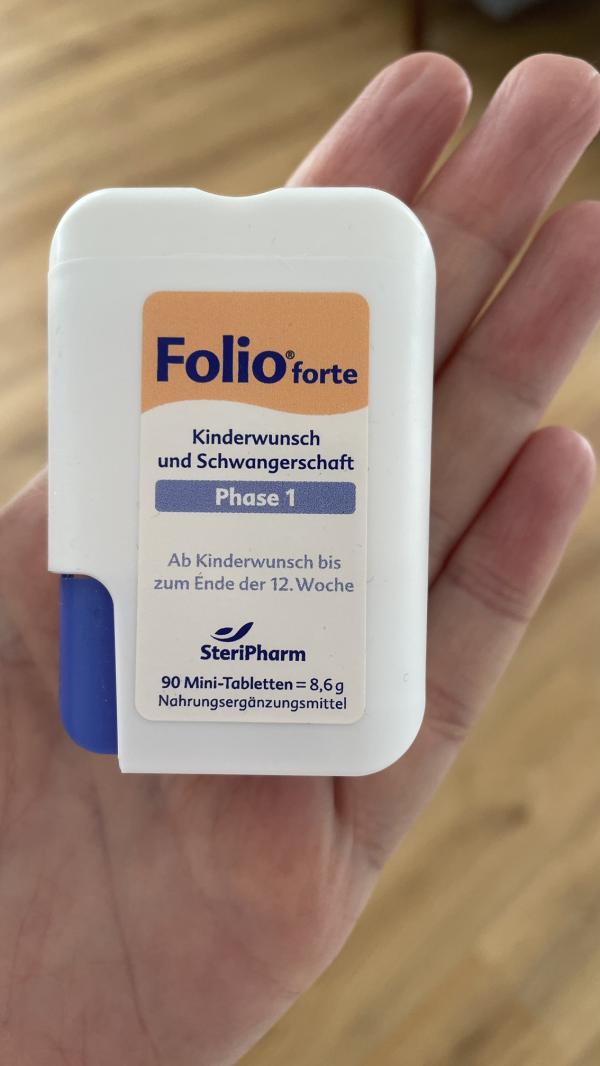 Folio® forte
Kinderwunsch
und Schwangerschaft
Phase 1
Ab Kinderwunsch bis
zum Ende der 12. Woche
SteriPharm
90 Mini-Tabletten = 8,6 g
Nahrungsergänzungsmittel